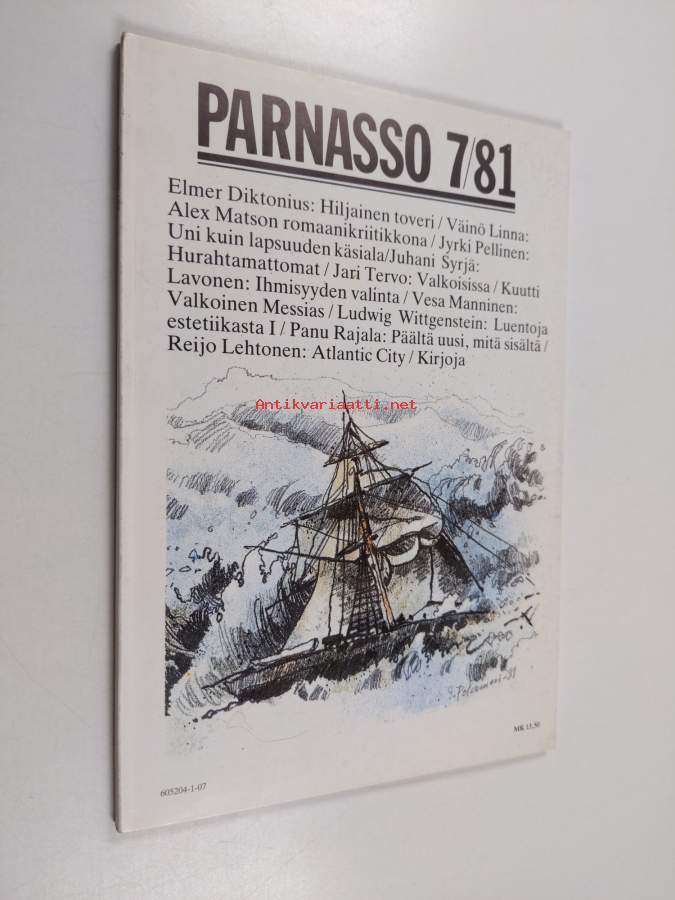 PARNASSO 7/81
Elmer Diktonius: Hiljainen toveri / Väinö Linna:
Alex Matson romaanikriitikkona / Jyrki Pellinen:
Uni kuin lapsuuden käsiala/Juhani Syrjä:
Hurahtamattomat / Jari Tervo: Valkoisissa / Kuutti
Lavonen: Ihmisyyden valinta / Vesa Manninen:
Valkoinen Messias / Ludwig Wittgenstein: Luentoja
estetiikasta I / Panu Rajala: Päältä uusi, mitä sisältä /
Reijo Lehtonen: Atlantic City / Kirjoja
Antikvariaatti.net
-81
MK 13,50
605204-1-07